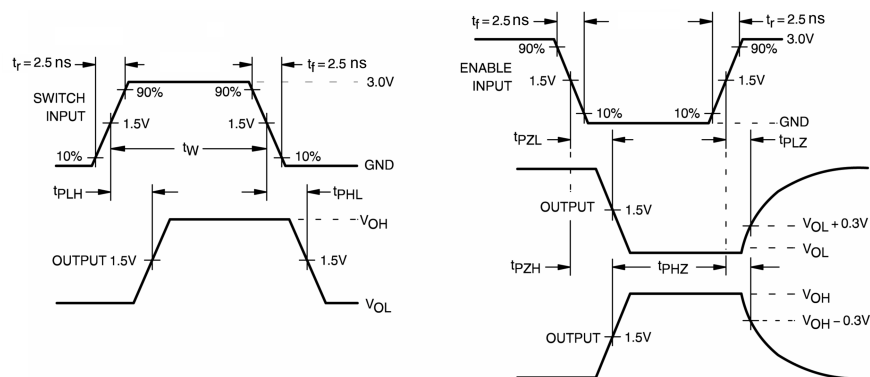 tr = 2.5 ns
tf = 2.5 ns
90%
90%
3.0V
SWITCH
INPUT
1.5V
1.5V
10%
tW
10%
GND
tPLH
tPHL
VOH
OUTPUT 1.5V
1.5V
VOL
tf = 2.5 ns
tr = 2.5 ns
90%
90%
3.0V
ENABLE
INPUT
1.5V
1.5V
10%
10%
GND
tPZL
tPLZ
OUTPUT
1.5V
VOL + 0.3V
VOL
tPZH
tPHZ
VOH
VOH – 0.3V
OUTPUT
1.5V